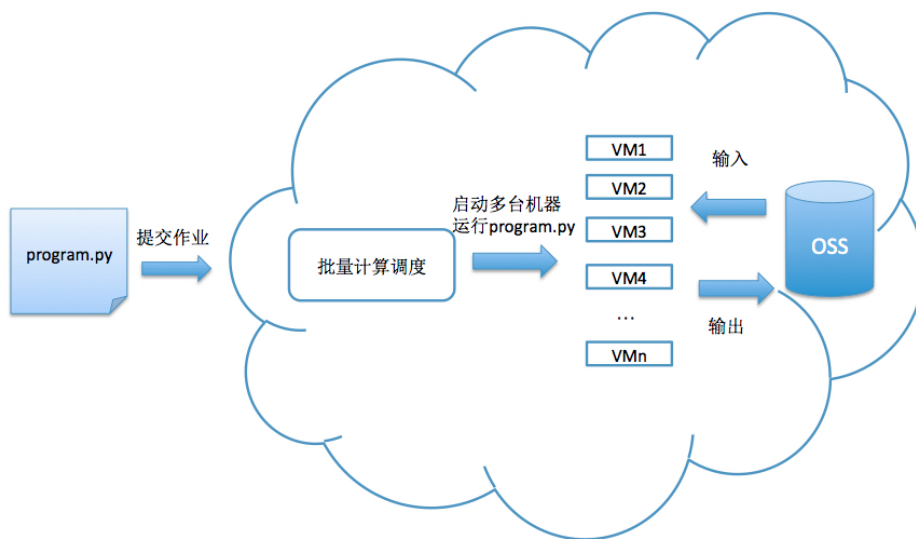 program.py
提交作业
批量计算调度
启动多台机器
运行program.py
VM1
VM2
VM3
VM4
...
VMn
输入
输出
OSS